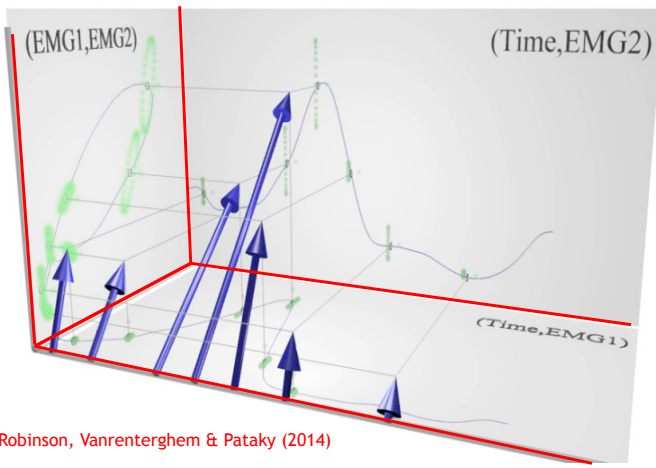 (EMG1,EMG2)
(Time,EMG2)
(Time,EMG1)
Robinson, Vanrenterghem & Pataky (2014)